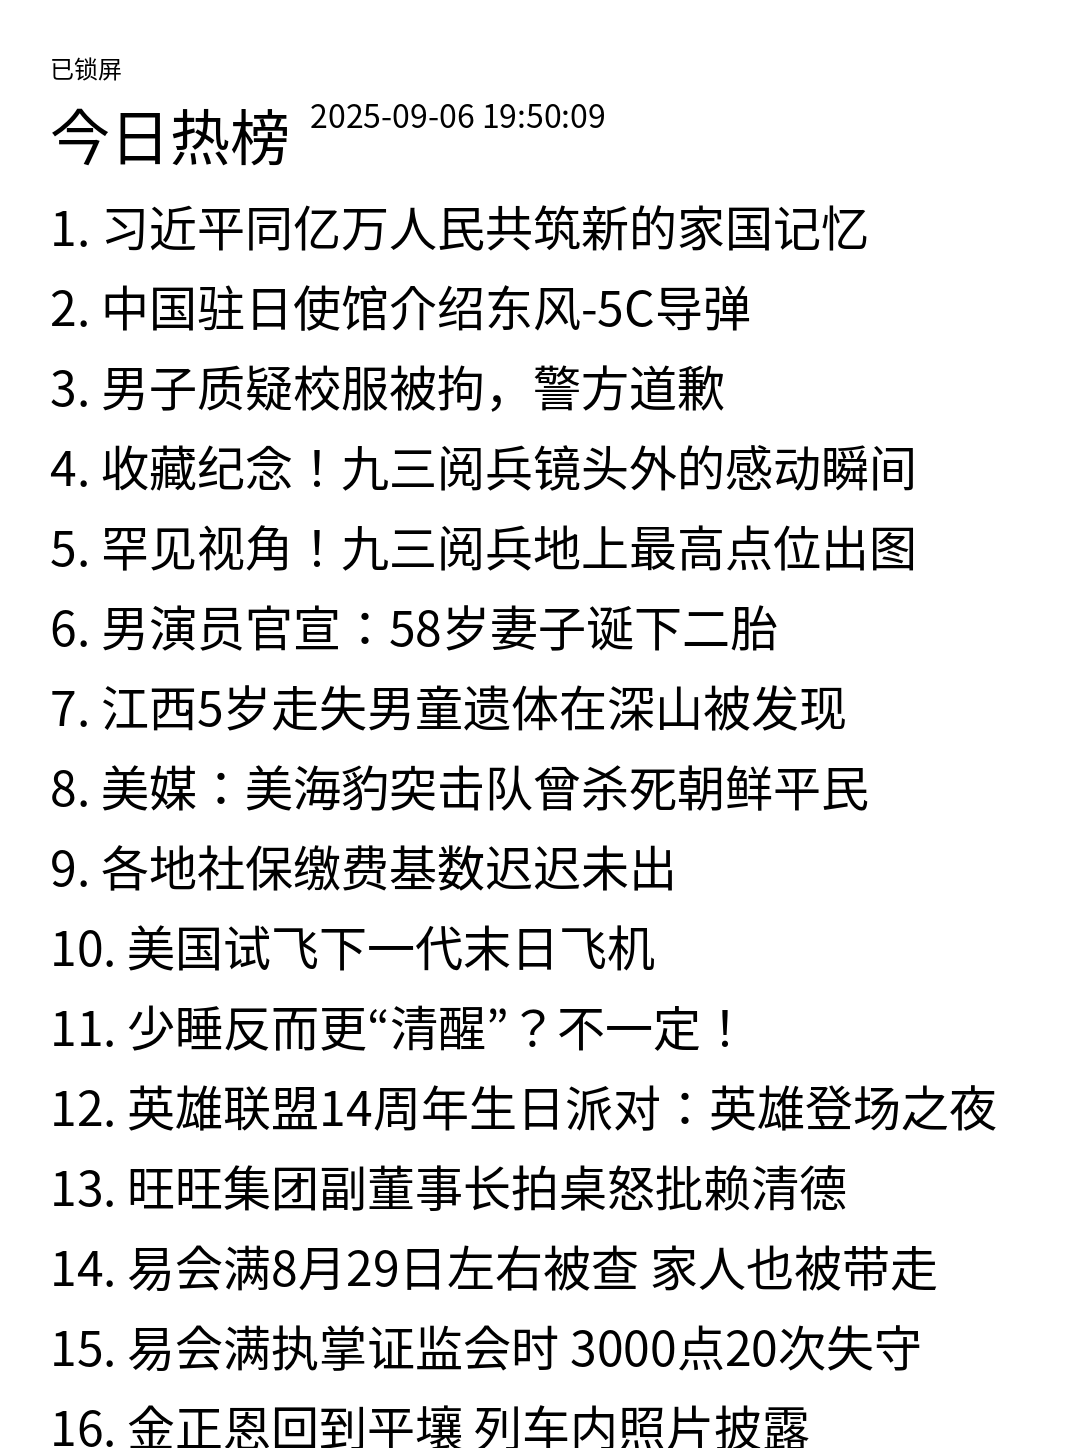 已锁屏
今日热榜 2025-09-06 19:50:09
1. 习近平同亿万人民共筑新的家国记忆
2. 中国驻日使馆介绍东风-5C导弹
3. 男子质疑校服被拘，警方道歉
4. 收藏纪念！九三阅兵镜头外的感动瞬间
5. 罕见视角！九三阅兵地上最高点位出图
6. 男演员官宣：58岁妻子诞下二胎
7. 江西5岁走失男童遗体在深山被发现
8. 美媒：美海豹突击队曾杀死朝鲜平民
9. 各地社保缴费基数迟迟未出
10. 美国试飞下一代末日飞机
11. 少睡反而更“清醒”？不一定！
12. 英雄联盟14周年生日派对：英雄登场之夜
13. 旺旺集团副董事长拍桌怒批赖清德
14. 易会满8月29日左右被查 家人也被带走
15. 易会满执掌证监会时 3000点20次失守
16. 金正恩回到平壤 列车内照片披露